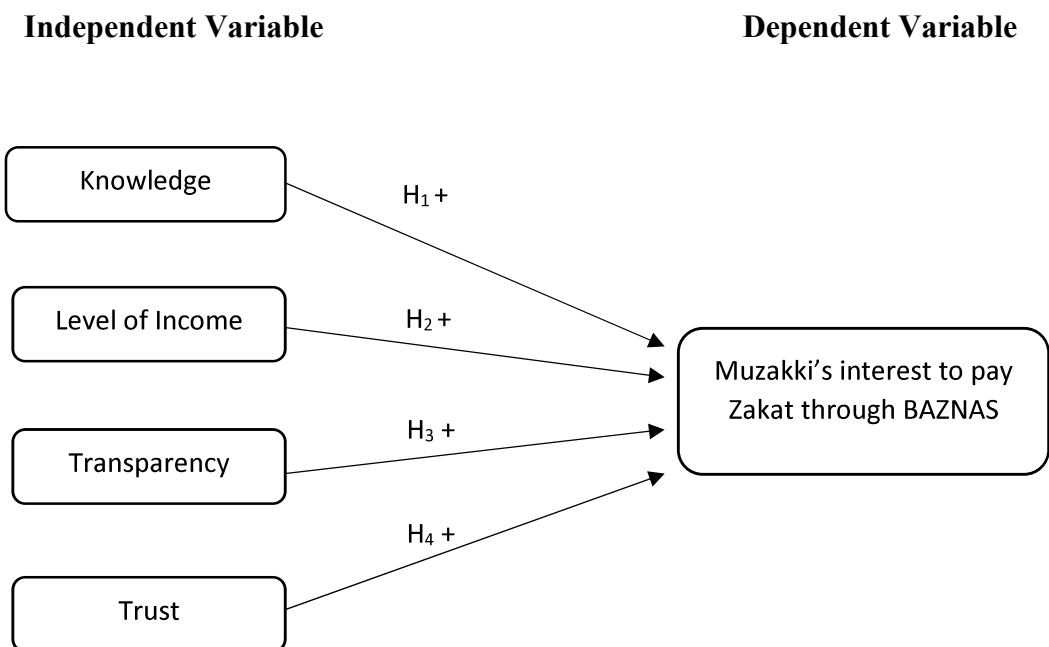 Independent Variable
Dependent Variable
Knowledge
H₁ +
Level of Income
H₂ +
Muzakki’s interest to pay
Zakat through BAZNAS
Transparency
H₃ +
H₄ +
Trust